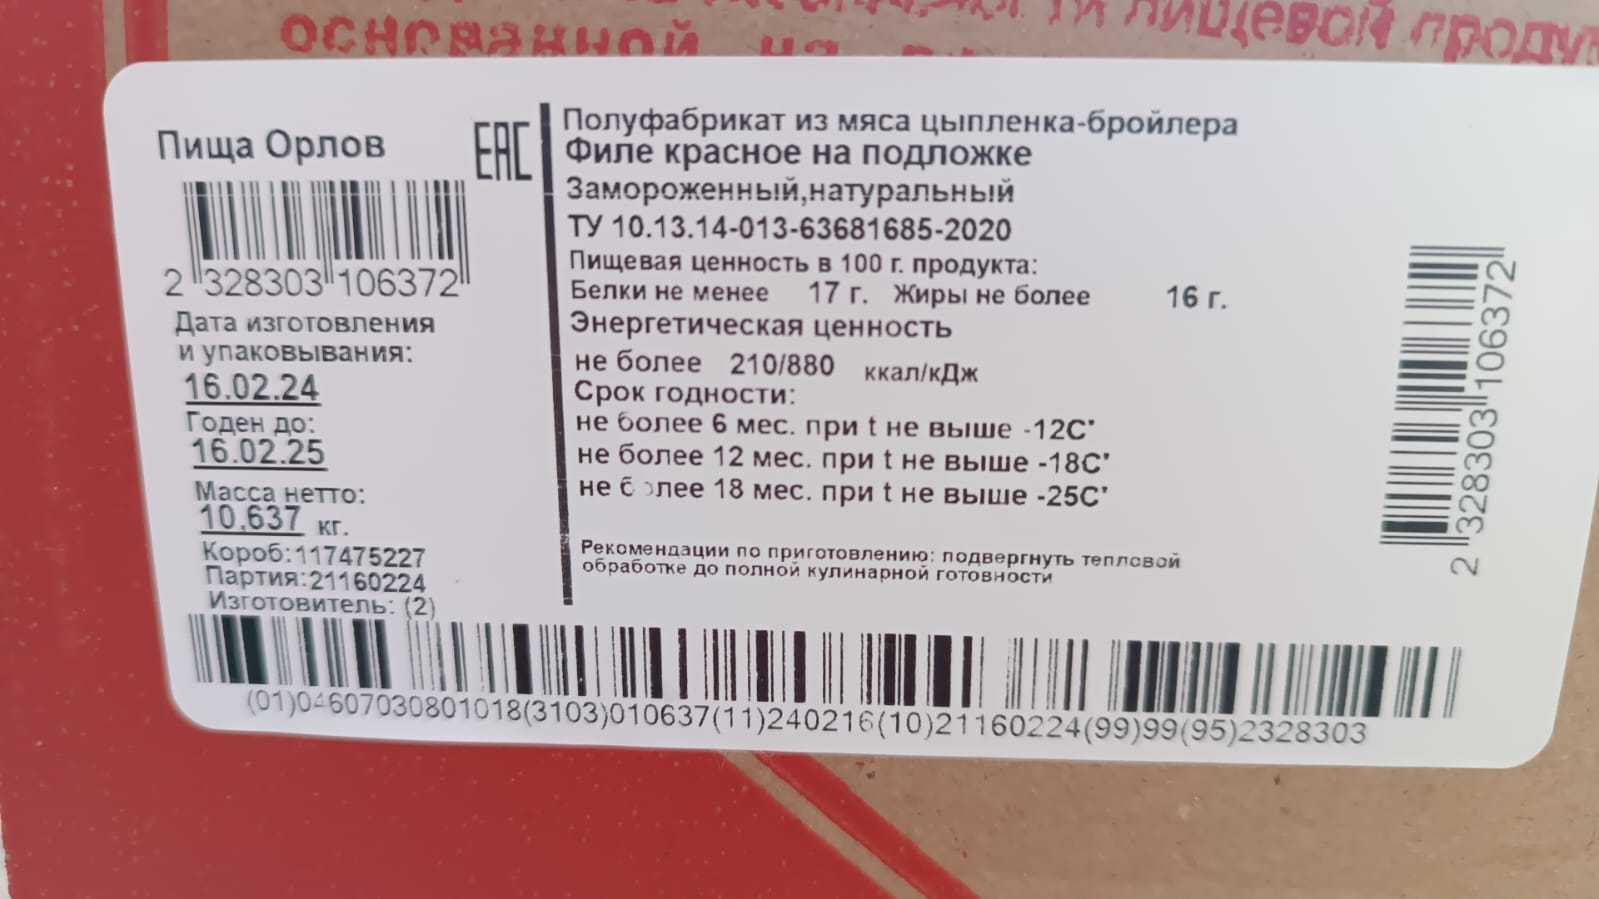 пищевой проду
основанной на
Пища Орлов
ЕАС
2 328303 106372
Дата изготовления
и упаковывания:
16.02.24
Годен до:
16.02.25
Масса нетто:
10,637 кг.
Короб:117475227
Партия:21160224
Изготовитель: (2)
Полуфабрикат из мяса цыпленка-бройлера
Филе красное на подложке
Замороженный,натуральный
ТУ 10.13.14-013-63681685-2020
Пищевая ценность в 100 г. продукта:
Белки не менее 17 г. Жиры не более 16 г.
Энергетическая ценность
не более 210/880 ккал/кДж
Срок годности:
не более 6 мес. при t не выше -12С°
не более 12 мес. при t не выше -18С°
не более 18 мес. при t не выше -25С°
Рекомендации по приготовлению: подвергнуть тепловой
обработке до полной кулинарной готовности
2 328303 106372
(01)04607030801018(3103)010637(11)240216(10)21160224(99)99(95)2328303